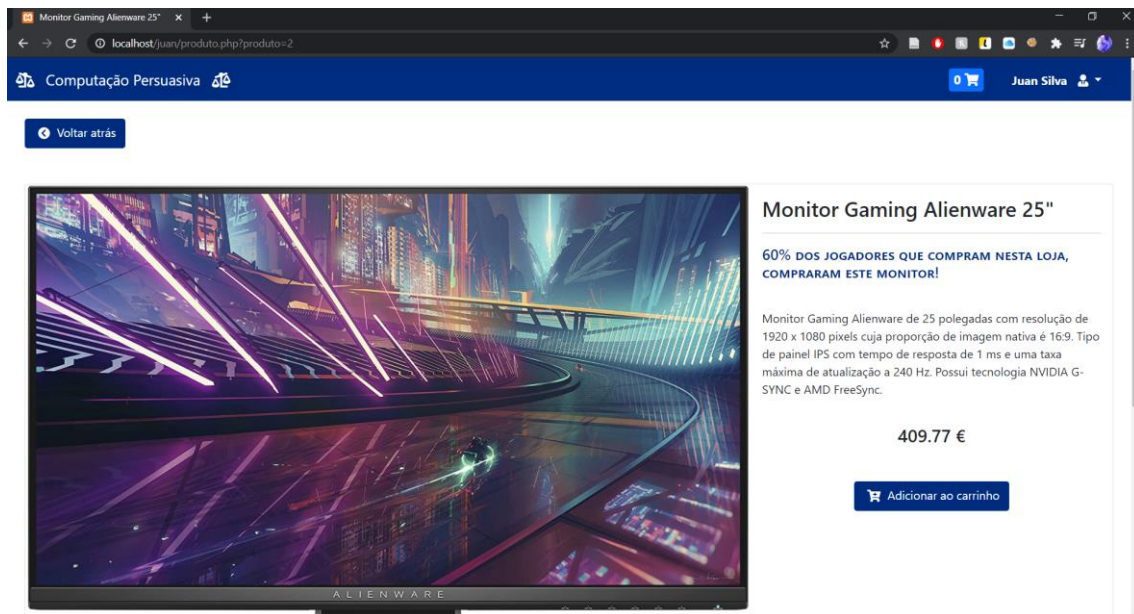 Monitor Gaming Alienware 25"
localhost/juan/produto.php?produto=2
Computação Persuasiva
0
Juan Silva
Voltar atrás
Monitor Gaming Alienware 25"
60% DOS JOGADORES QUE COMPRAM NESTA LOJA,
COMPRARAM ESTE MONITOR!
Monitor Gaming Alienware de 25 polegadas com resolução de
1920 x 1080 pixels cuja proporção de imagem nativa é 16:9. Tipo
de painel IPS com tempo de resposta de 1 ms e uma taxa
máxima de atualização a 240 Hz. Possui tecnologia NVIDIA G-
SYNC e AMD FreeSync.
409.77 €
Adicionar ao carrinho
ALIENWARE